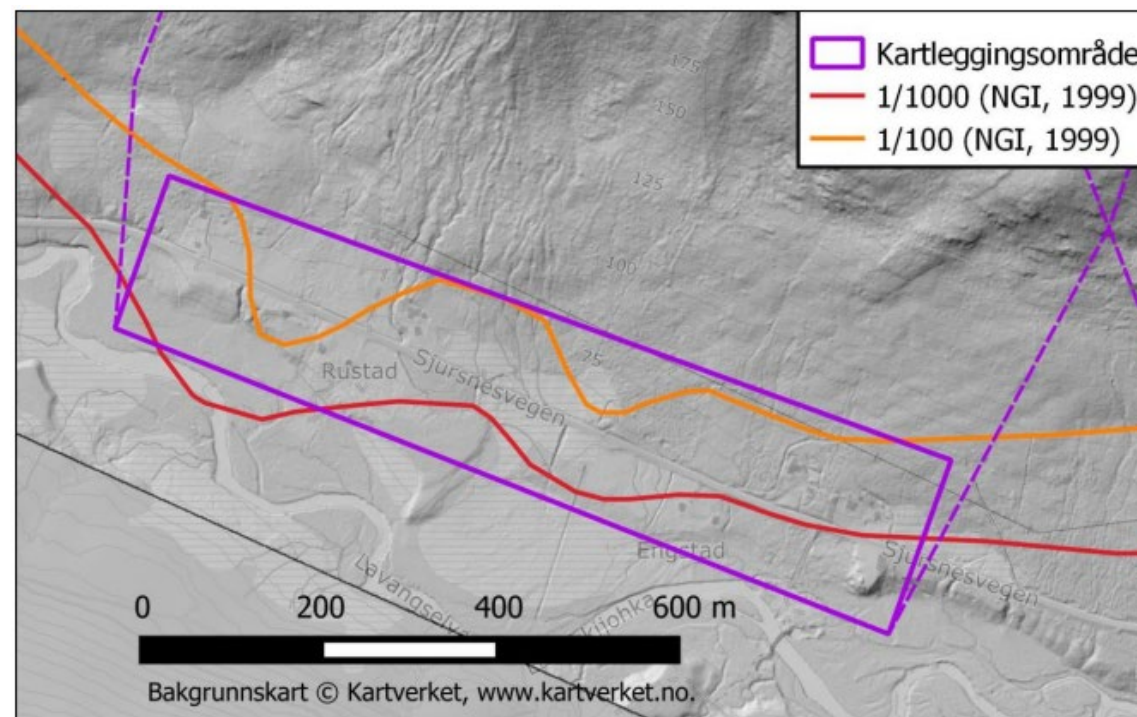 Kartleggingsområde
1/1000 (NGI, 1999)
1/100 (NGI, 1999)
175
150
125
100
75
Rustad
Sjursnesvegen
Engstad
Sjursnesvegen
0 200 400 600 m
Bakgrunnskart © Kartverket, www.kartverket.no.